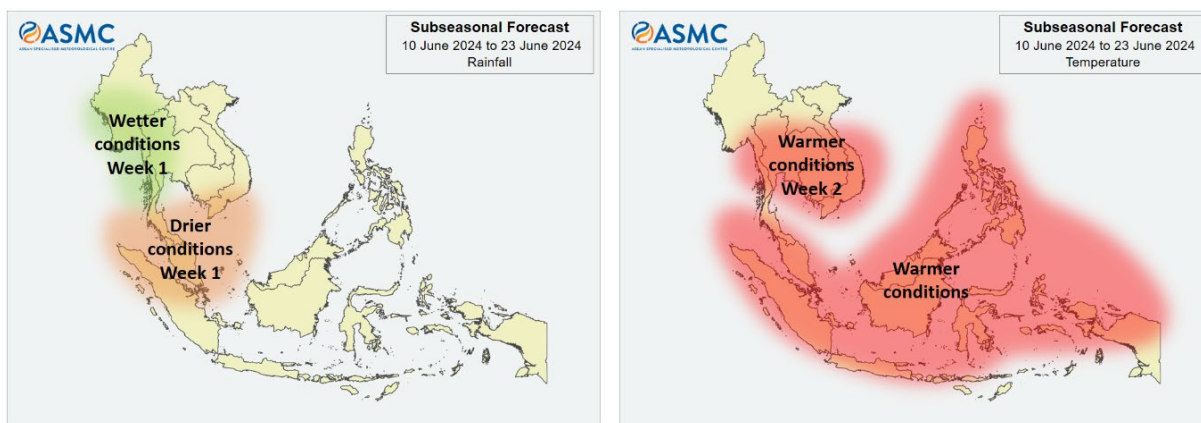 ASMC
ASEAN SPECIALISED METEOROLOGICAL CENTRE
Subseasonal Forecast
10 June 2024 to 23 June 2024
Rainfall
Wetter
conditions
Week 1
Drier
conditions
Week 1
ASMC
ASEAN SPECIALISED METEOROLOGICAL CENTRE
Subseasonal Forecast
10 June 2024 to 23 June 2024
Temperature
Warmer
conditions
Week 2
Warmer
conditions